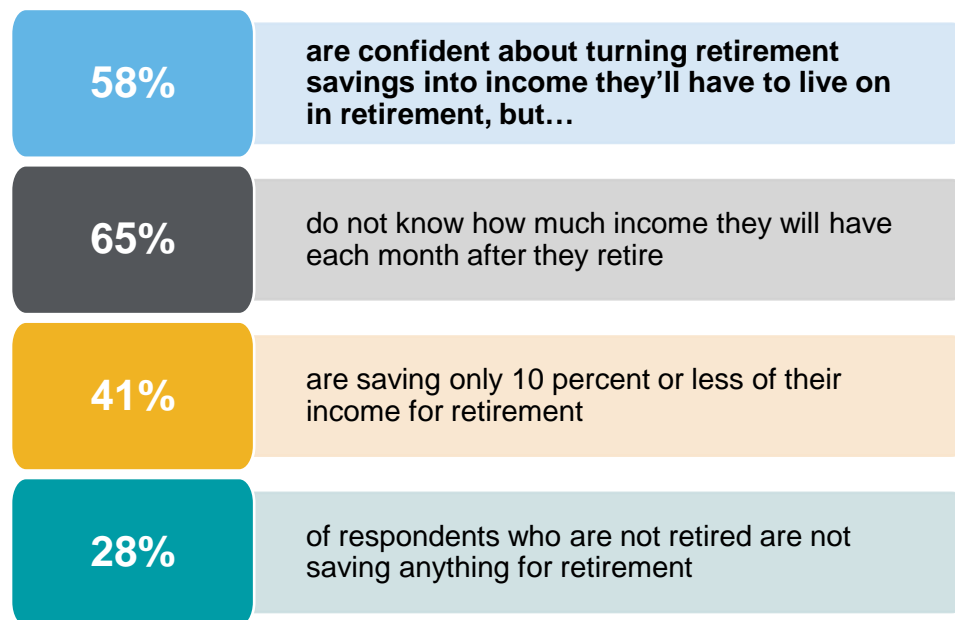 58%
are confident about turning retirement
savings into income they’ll have to live on
in retirement, but…
65%
do not know how much income they will have
each month after they retire
41%
are saving only 10 percent or less of their
income for retirement
28%
of respondents who are not retired are not
saving anything for retirement